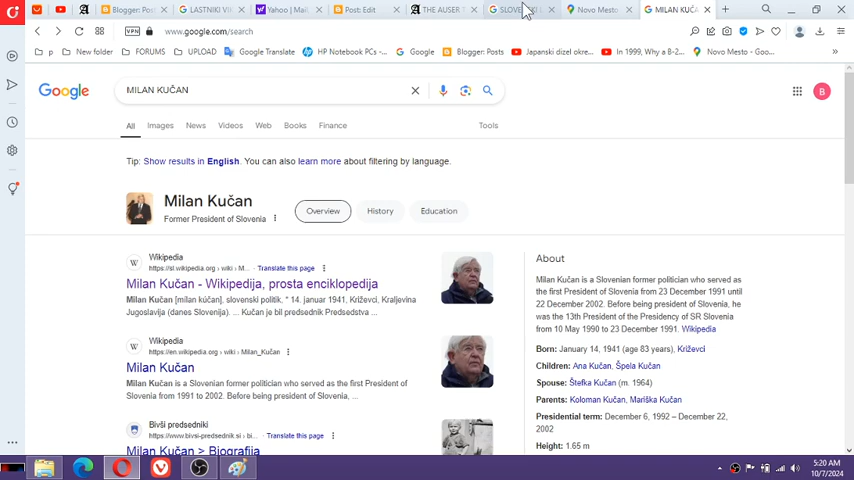 Blogger: Post
LASTNIKI VIK
Yahoo | Mail
Post: Edit
THE AUSER T
SLOVENSKI
Novo Mesto
MILAN KUČA
VPN
www.google.com/search
p
New folder
FORUMS
UPLOAD
Google Translate
HP Notebook PCs -...
Google
Blogger: Posts
Japanski dizel okre...
In 1999, Why a B-2...
Novo Mesto - Goo...
Google
MILAN KUČAN
B
All
Images
News
Videos
Web
Books
Finance
Tools
Tip: Show results in English. You can also learn more about filtering by language.
Milan Kučan
Former President of Slovenia
Overview
History
Education
W
Wikipedia
https://sl.wikipedia.org › wiki › M... · Translate this page
Milan Kučan - Wikipedija, prosta enciklopedija
Milan Kučan [mílan kúčan], slovenski politik, * 14. januar 1941, Križevci, Kraljevina
Jugoslavija (danes Slovenija). ... Kučan je bil predsednik Predsedstva ...
W
Wikipedia
https://en.wikipedia.org › wiki › Milan_Kučan
Milan Kučan
Milan Kučan is a Slovenian former politician who served as the first President of
Slovenia from 1991 to 2002. Before being president of Slovenia, he was the ...
Bivši predsedniki
https://www.bivsi-predsednik.si › bi... · Translate this page
Milan Kučan > Biografija
About
Milan Kučan is a Slovenian former politician who served as
the first President of Slovenia from 23 December 1991 until
22 December 2002. Before being president of Slovenia, he
was the 13th President of the Presidency of SR Slovenia
from 10 May 1990 to 23 December 1991. Wikipedia
Born: January 14, 1941 (age 83 years), Križevci
Children: Ana Kučan, Špela Kučan
Spouse: Štefka Kučan (m. 1964)
Parents: Koloman Kučan, Mariška Kučan
Presidential term: December 6, 1992 – December 22,
2002
Height: 1.65 m
5:20 AM
10/7/2024